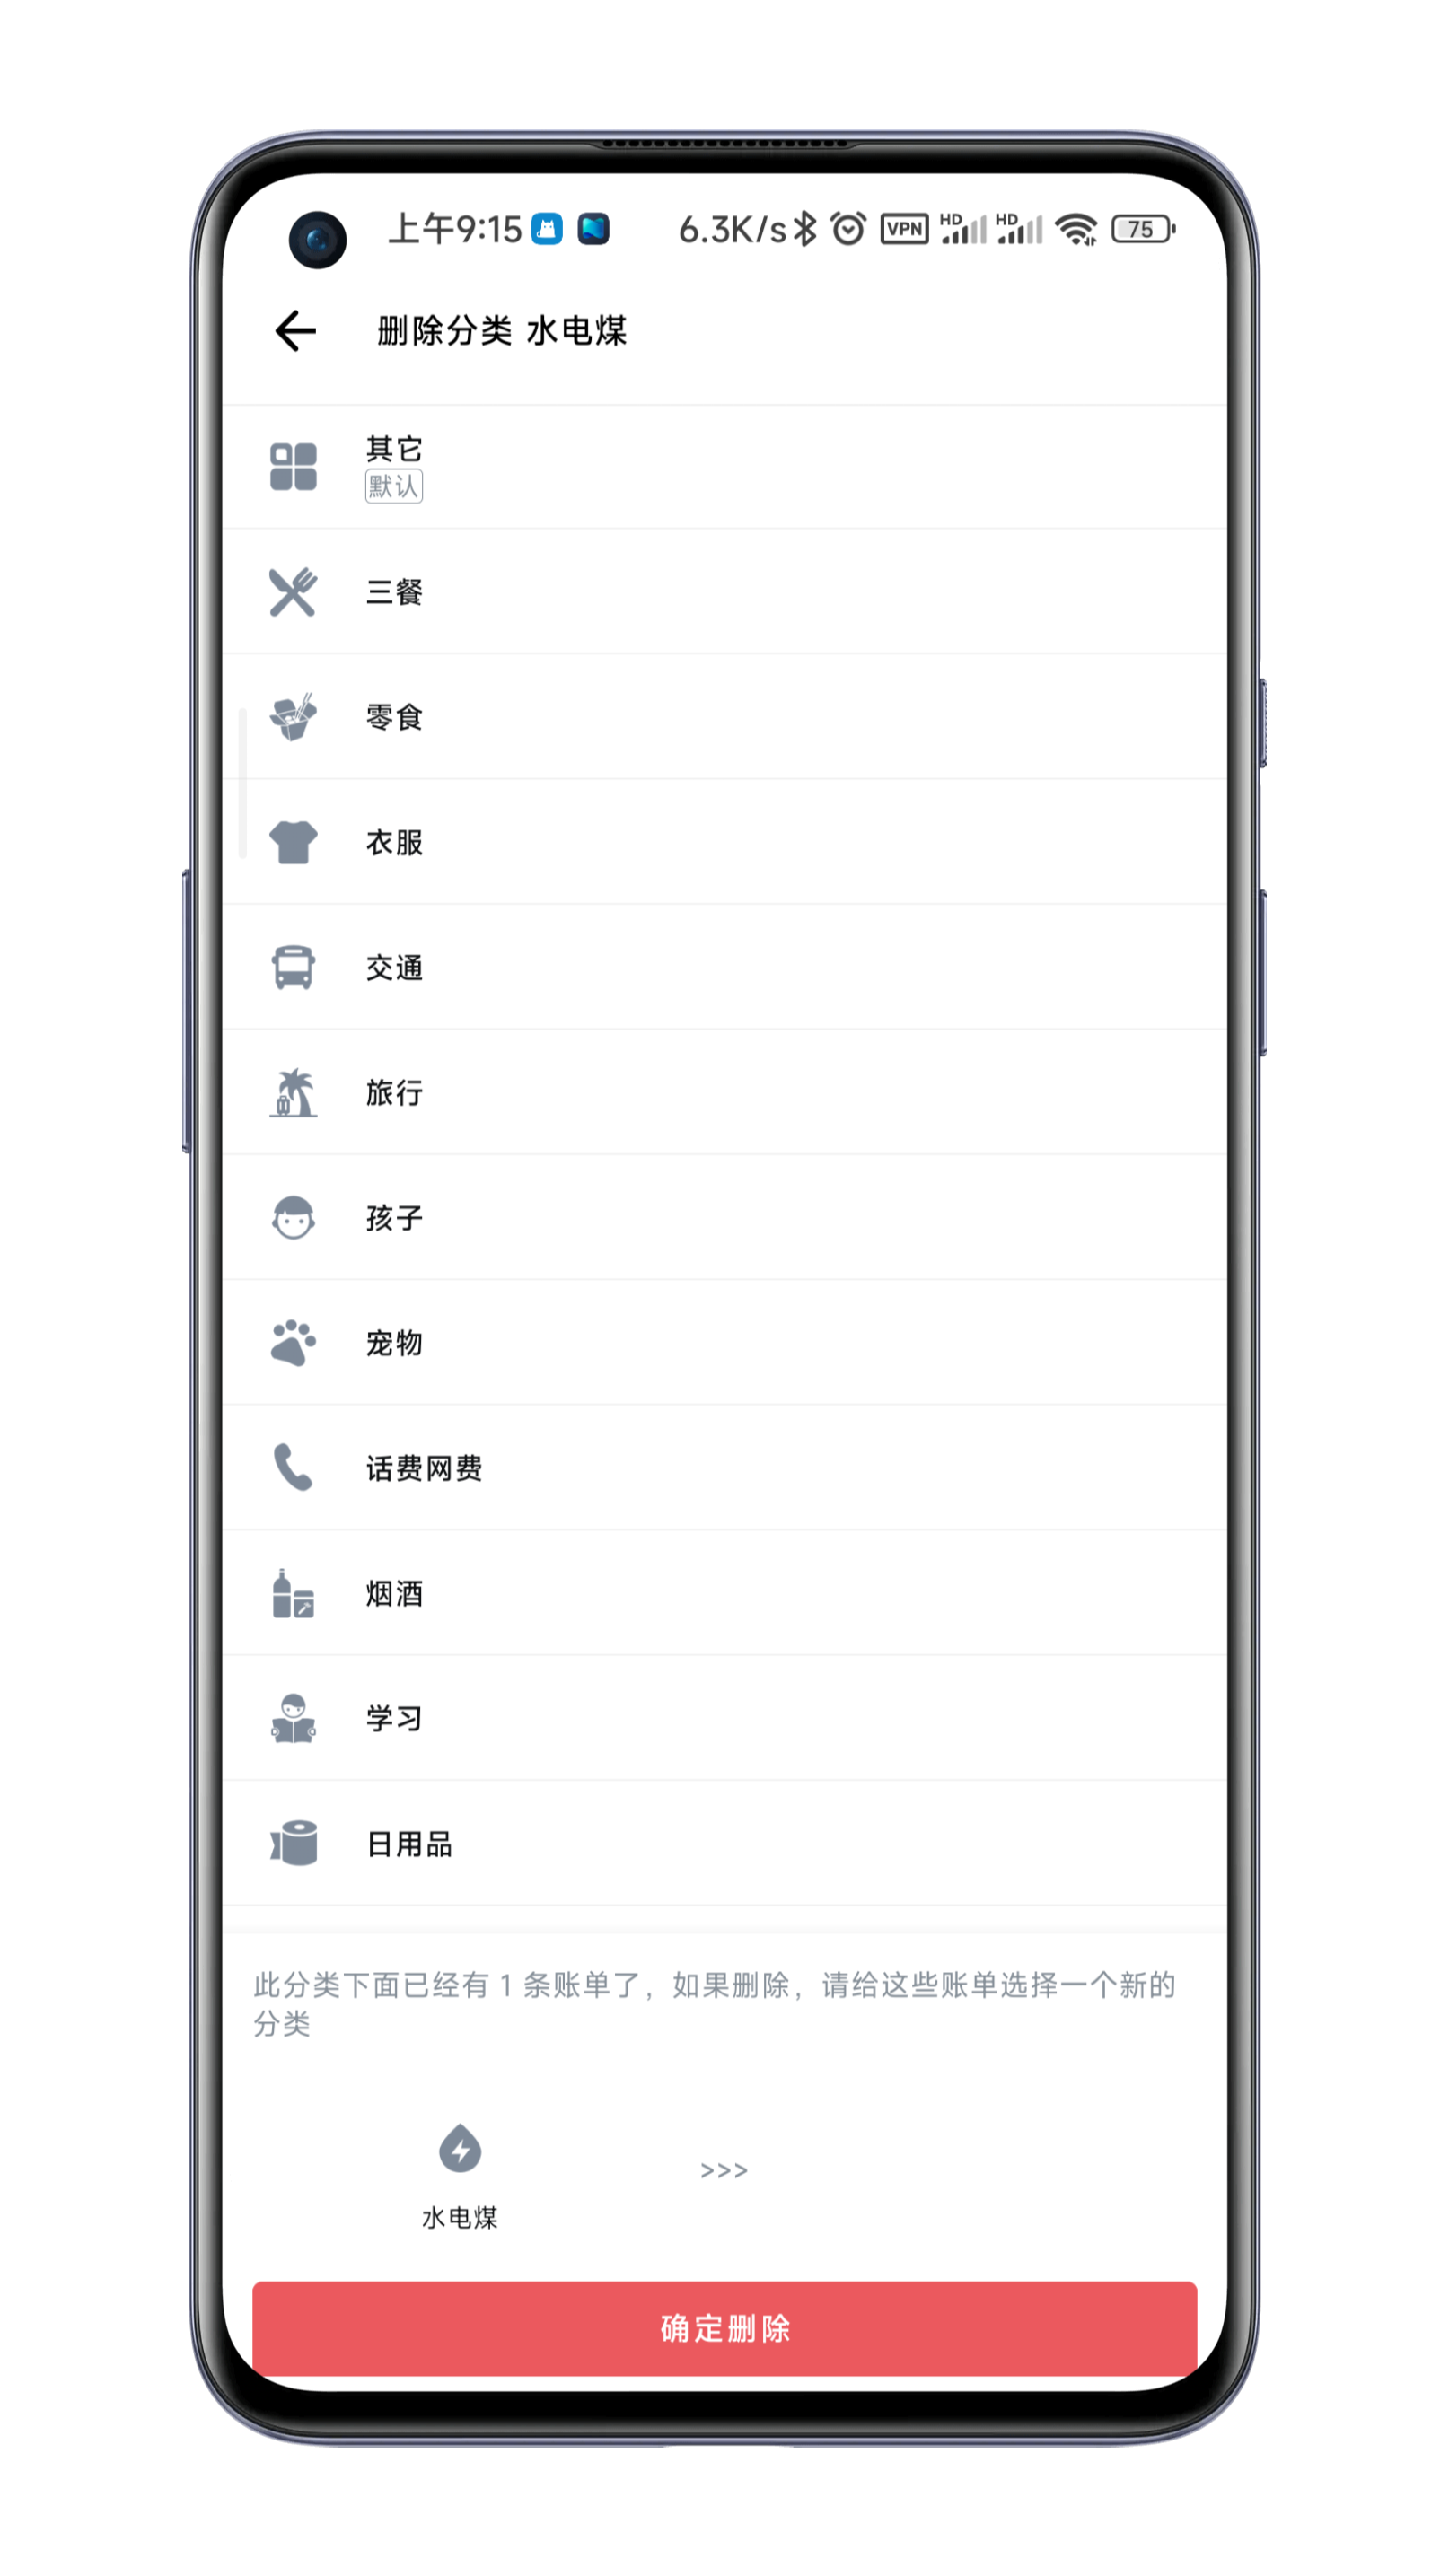 上午9:15 6.3K/s VPN HD HD 75
删除分类 水电煤
其它
默认
三餐
零食
衣服
交通
旅行
孩子
宠物
话费网费
烟酒
学习
日用品
此分类下面已经有 1 条账单了，如果删除，请给这些账单选择一个新的
分类
>>>
水电煤
确定删除